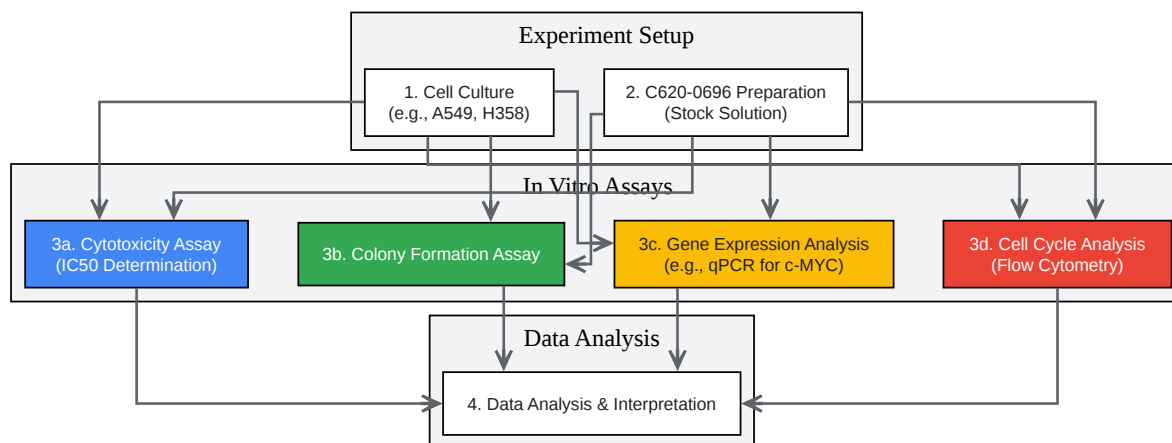 Experiment Setup
1. Cell Culture
(e.g., A549, H358)
2. C620-0696 Preparation
(Stock Solution)
In Vitro Assays
3a. Cytotoxicity Assay
(IC50 Determination)
3b. Colony Formation Assay
3c. Gene Expression Analysis
(e.g., qPCR for c-MYC)
3d. Cell Cycle Analysis
(Flow Cytometry)
Data Analysis
4. Data Analysis & Interpretation